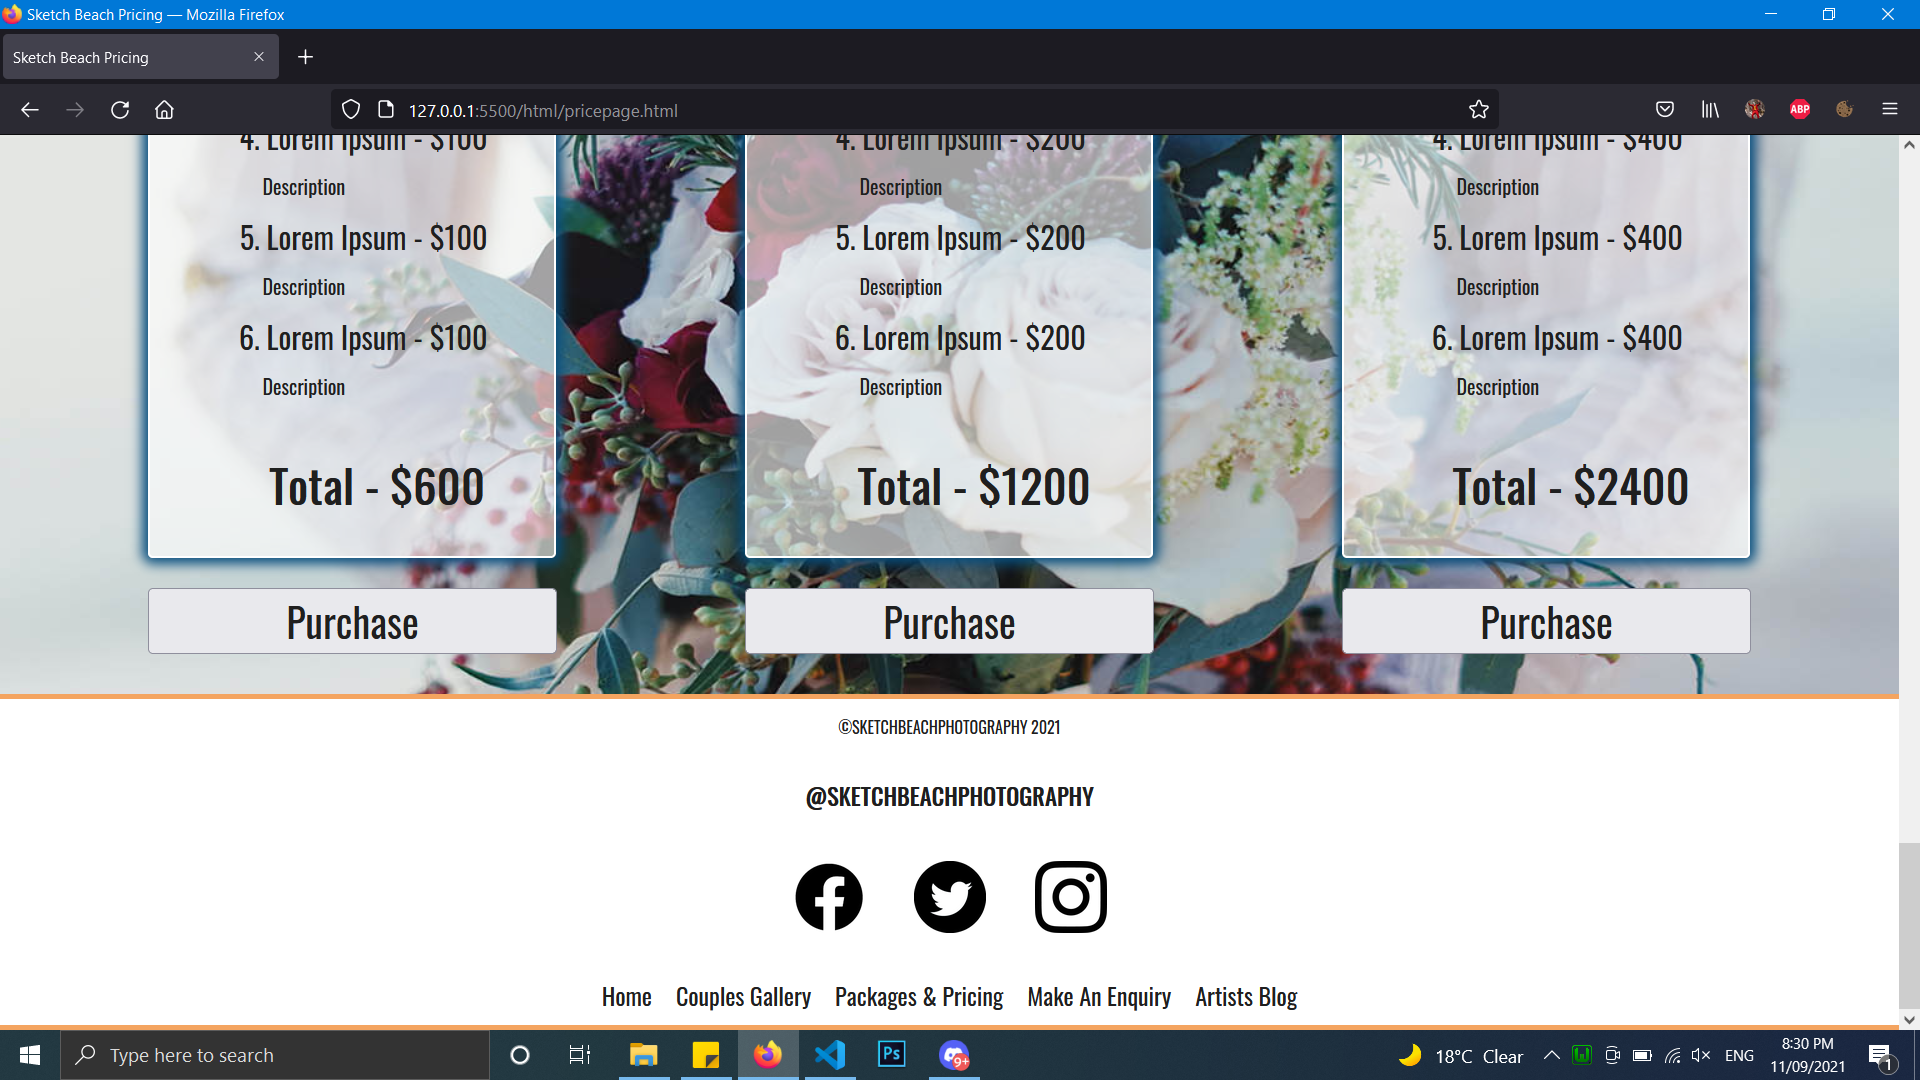 Sketch Beach Pricing — Mozilla Firefox
Sketch Beach Pricing
127.0.0.1:5500/html/pricepage.html
ABP
4. Lorem Ipsum - $100
Description
5. Lorem Ipsum - $100
Description
6. Lorem Ipsum - $100
Description
Total - $600
Purchase
4. Lorem Ipsum - $200
Description
5. Lorem Ipsum - $200
Description
6. Lorem Ipsum - $200
Description
Total - $1200
Purchase
4. Lorem Ipsum - $400
Description
5. Lorem Ipsum - $400
Description
6. Lorem Ipsum - $400
Description
Total - $2400
Purchase
©SKETCHBEACHPHOTOGRAPHY 2021
@SKETCHBEACHPHOTOGRAPHY
Home Couples Gallery Packages & Pricing Make An Enquiry Artists Blog
Type here to search
Ps
9+
18°C Clear
ENG
8:30 PM
11/09/2021
1